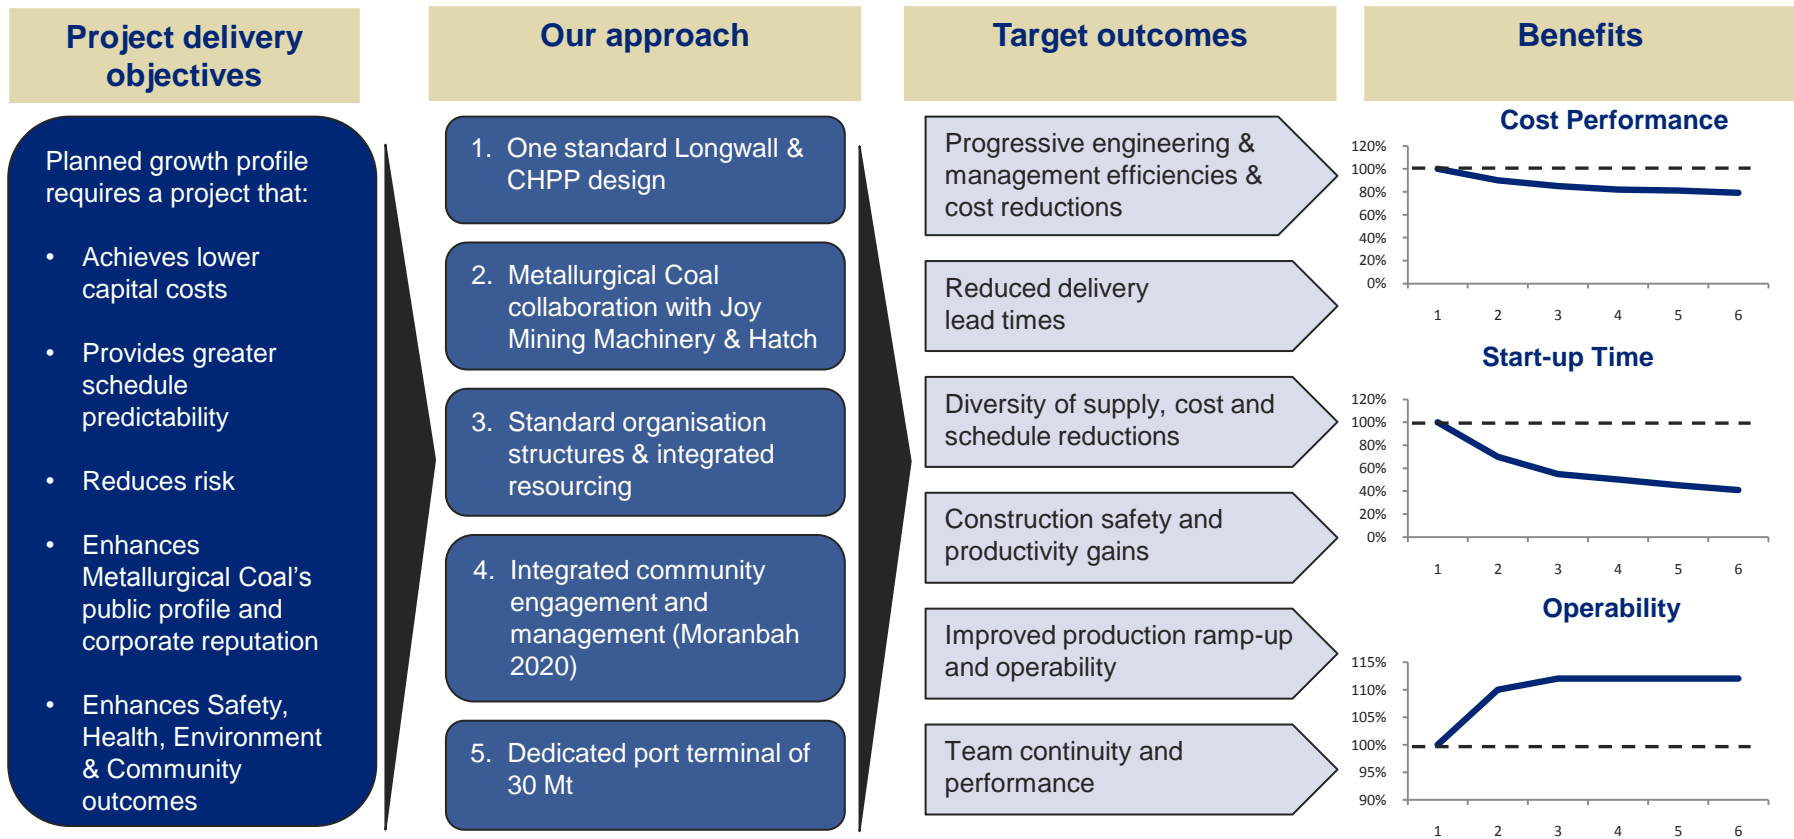 Project delivery
objectives
Planned growth profile
requires a project that:
• Achieves lower
capital costs
• Provides greater
schedule
predictability
• Reduces risk
• Enhances
Metallurgical Coal’s
public profile and
corporate reputation
• Enhances Safety,
Health, Environment
& Community
outcomes
Our approach
1. One standard Longwall &
CHPP design
2. Metallurgical Coal
collaboration with Joy
Mining Machinery & Hatch
3. Standard organisation
structures & integrated
resourcing
4. Integrated community
engagement and
management (Moranbah
2020)
5. Dedicated port terminal of
30 Mt
Target outcomes
Progressive engineering &
management efficiencies &
cost reductions
Reduced delivery
lead times
Diversity of supply, cost and
schedule reductions
Construction safety and
productivity gains
Improved production ramp-up
and operability
Team continuity and
performance
Benefits
Cost Performance
120%
100%
80%
60%
40%
20%
0%
1 2 3 4 5 6
Start-up Time
120%
100%
80%
60%
40%
20%
0%
1 2 3 4 5 6
Operability
115%
110%
105%
100%
95%
90%
1 2 3 4 5 6